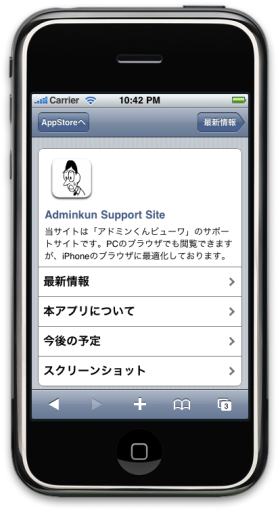 Carrier 10:42 PM
AppStoreへ 最新情報
Adminkun Support Site
当サイトは「アドミンくんビューワ」のサポー
トサイトです。PCのブラウザでも閲覧できます
が、iPhoneのブラウザに最適化しております。
最新情報
本アプリについて
今後の予定
スクリーンショット
3